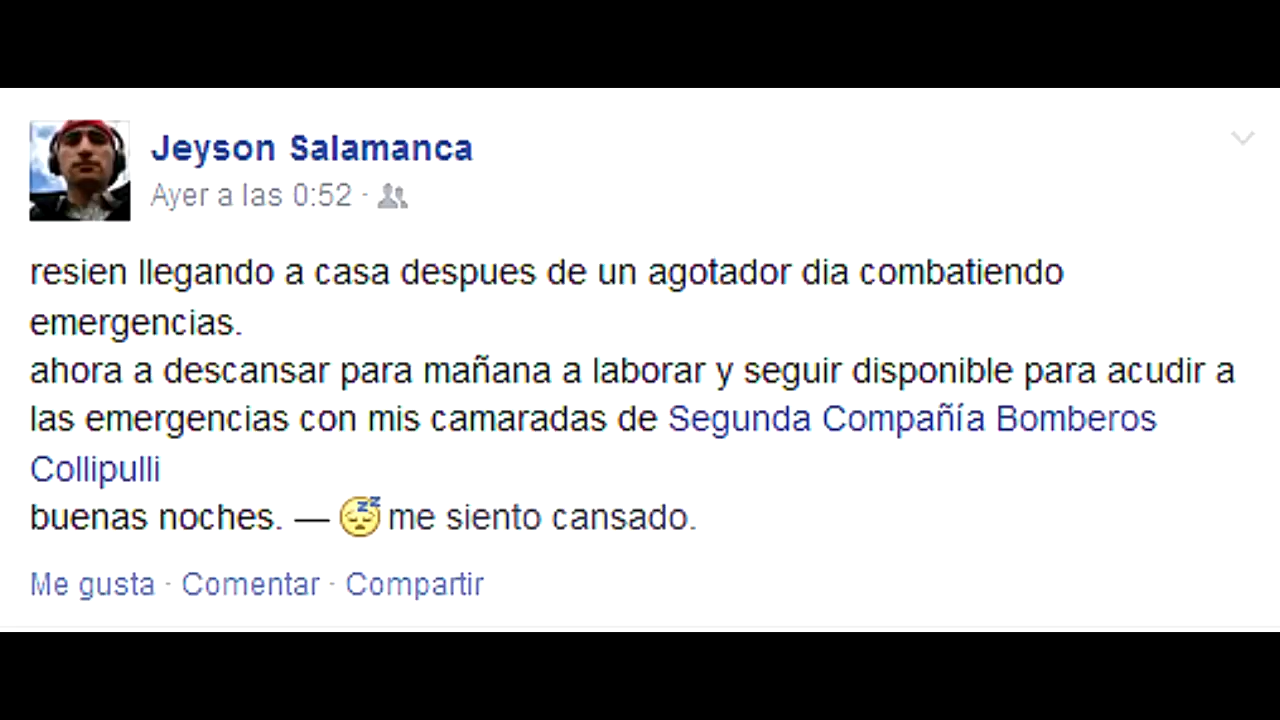 Jeyson Salamanca
Ayer a las 0:52 ·
resien llegando a casa despues de un agotador dia combatiendo
emergencias.
ahora a descansar para mañana a laborar y seguir disponible para acudir a
las emergencias con mis camaradas de Segunda Compañía Bomberos
Collipulli
buenas noches. — 😴 me siento cansado.
Me gusta · Comentar · Compartir